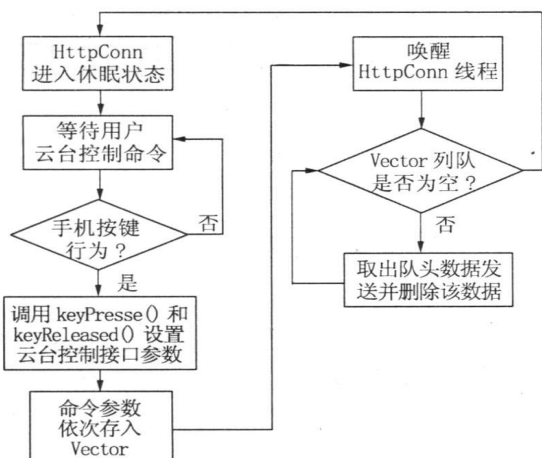 HttpConn
进入休眠状态
等待用户
云台控制命令
手机按键
行为?
否
是
调用 keyPresse() 和
keyReleased() 设置
云台控制接口参数
命令参数
依次存入
Vector
唤醒
HttpConn 线程
Vector 列队
是否为空?
否
取出队头数据发
送并删除该数据